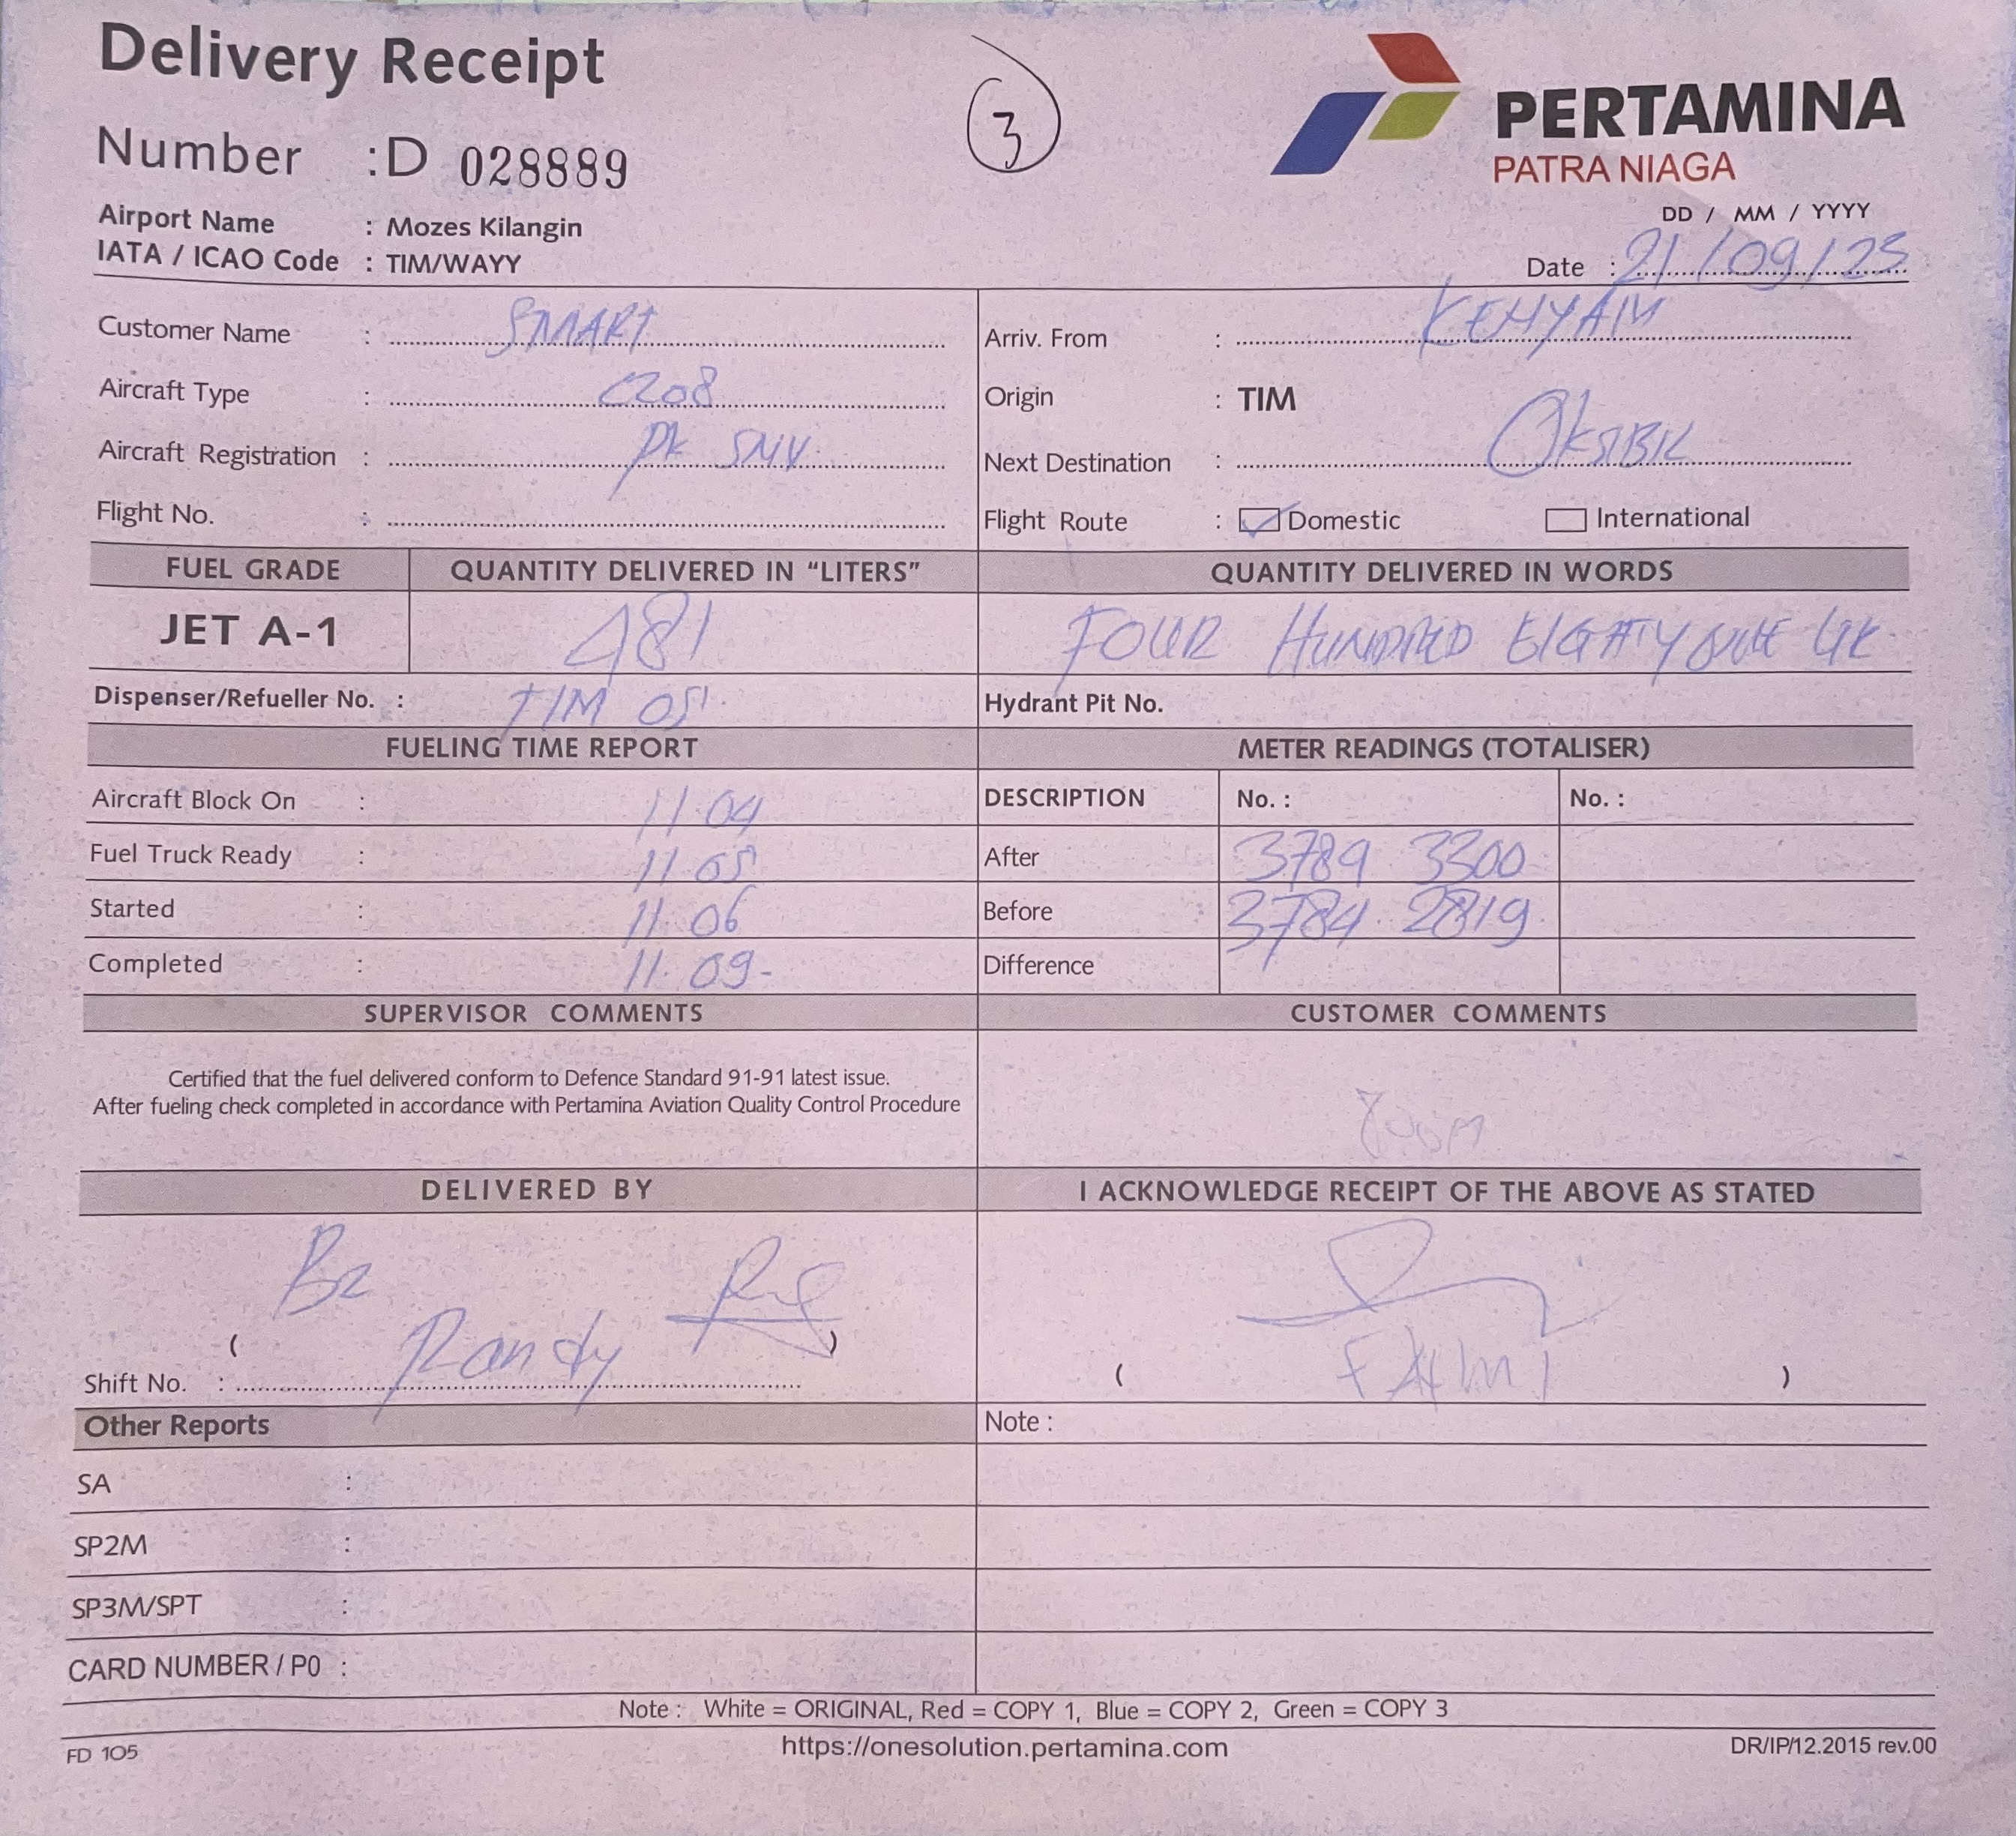 Delivery Receipt
3
PERTAMINA
PATRA NIAGA
Number :D 028889
Airport Name : Mozes Kilangin
IATA / ICAO Code : TIM/WAYY
DD / MM / YYYY
Date : 21/09/25
Customer Name : SMART
Arriv. From :
Aircraft Type : C208
Origin : TIM
Aircraft Registration : PK SNV
Next Destination :
Flight No. :
Flight Route : Domestic International
FUEL GRADE QUANTITY DELIVERED IN “LITERS” QUANTITY DELIVERED IN WORDS
JET A-1 481 FOUR HUNDRED EIGHTY ONE
Dispenser/Refueller No. : TIM 05 Hydrant Pit No.
FUELING TIME REPORT METER READINGS (TOTALISER)
Aircraft Block On : 11.04 DESCRIPTION No. : No. :
Fuel Truck Ready : 11.05 After 3789 3300
Started : 11.06 Before 3784 2819
Completed : 11.09- Difference
SUPERVISOR COMMENTS CUSTOMER COMMENTS
Certified that the fuel delivered conform to Defence Standard 91-91 latest issue.
After fueling check completed in accordance with Pertamina Aviation Quality Control Procedure
DELIVERED BY I ACKNOWLEDGE RECEIPT OF THE ABOVE AS STATED
( Randy )
( FAHMI )
Shift No. :
Other Reports Note :
SA :
SP2M :
SP3M/SPT :
CARD NUMBER / P0 :
Note : White = ORIGINAL, Red = COPY 1, Blue = COPY 2, Green = COPY 3
FD 105 https://onesolution.pertamina.com DR/IP/12.2015 rev.00